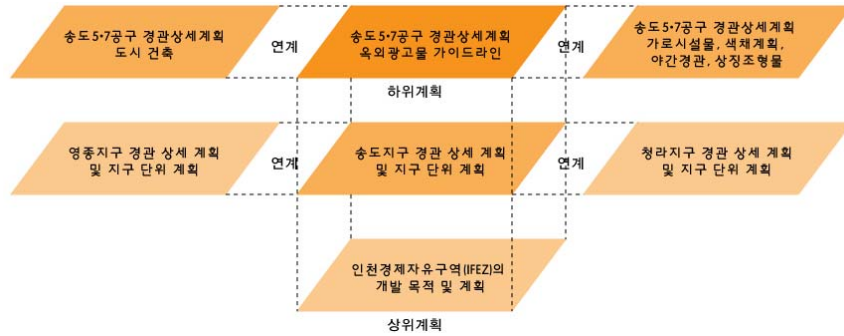 송도5•7공구 경관상세계획
도시 건축
연계
송도5•7공구 경관상세계획
옥외광고물 가이드라인
연계
송도5•7공구 경관상세계획
가로시설물, 색채계획,
야간경관, 상징조형물
하위계획
영종지구 경관 상세 계획
및 지구 단위 계획
연계
송도지구 경관 상세 계획
및 지구 단위 계획
연계
청라지구 경관 상세 계획
및 지구 단위 계획
인천경제자유구역(IFEZ)의
개발 목적 및 계획
상위계획